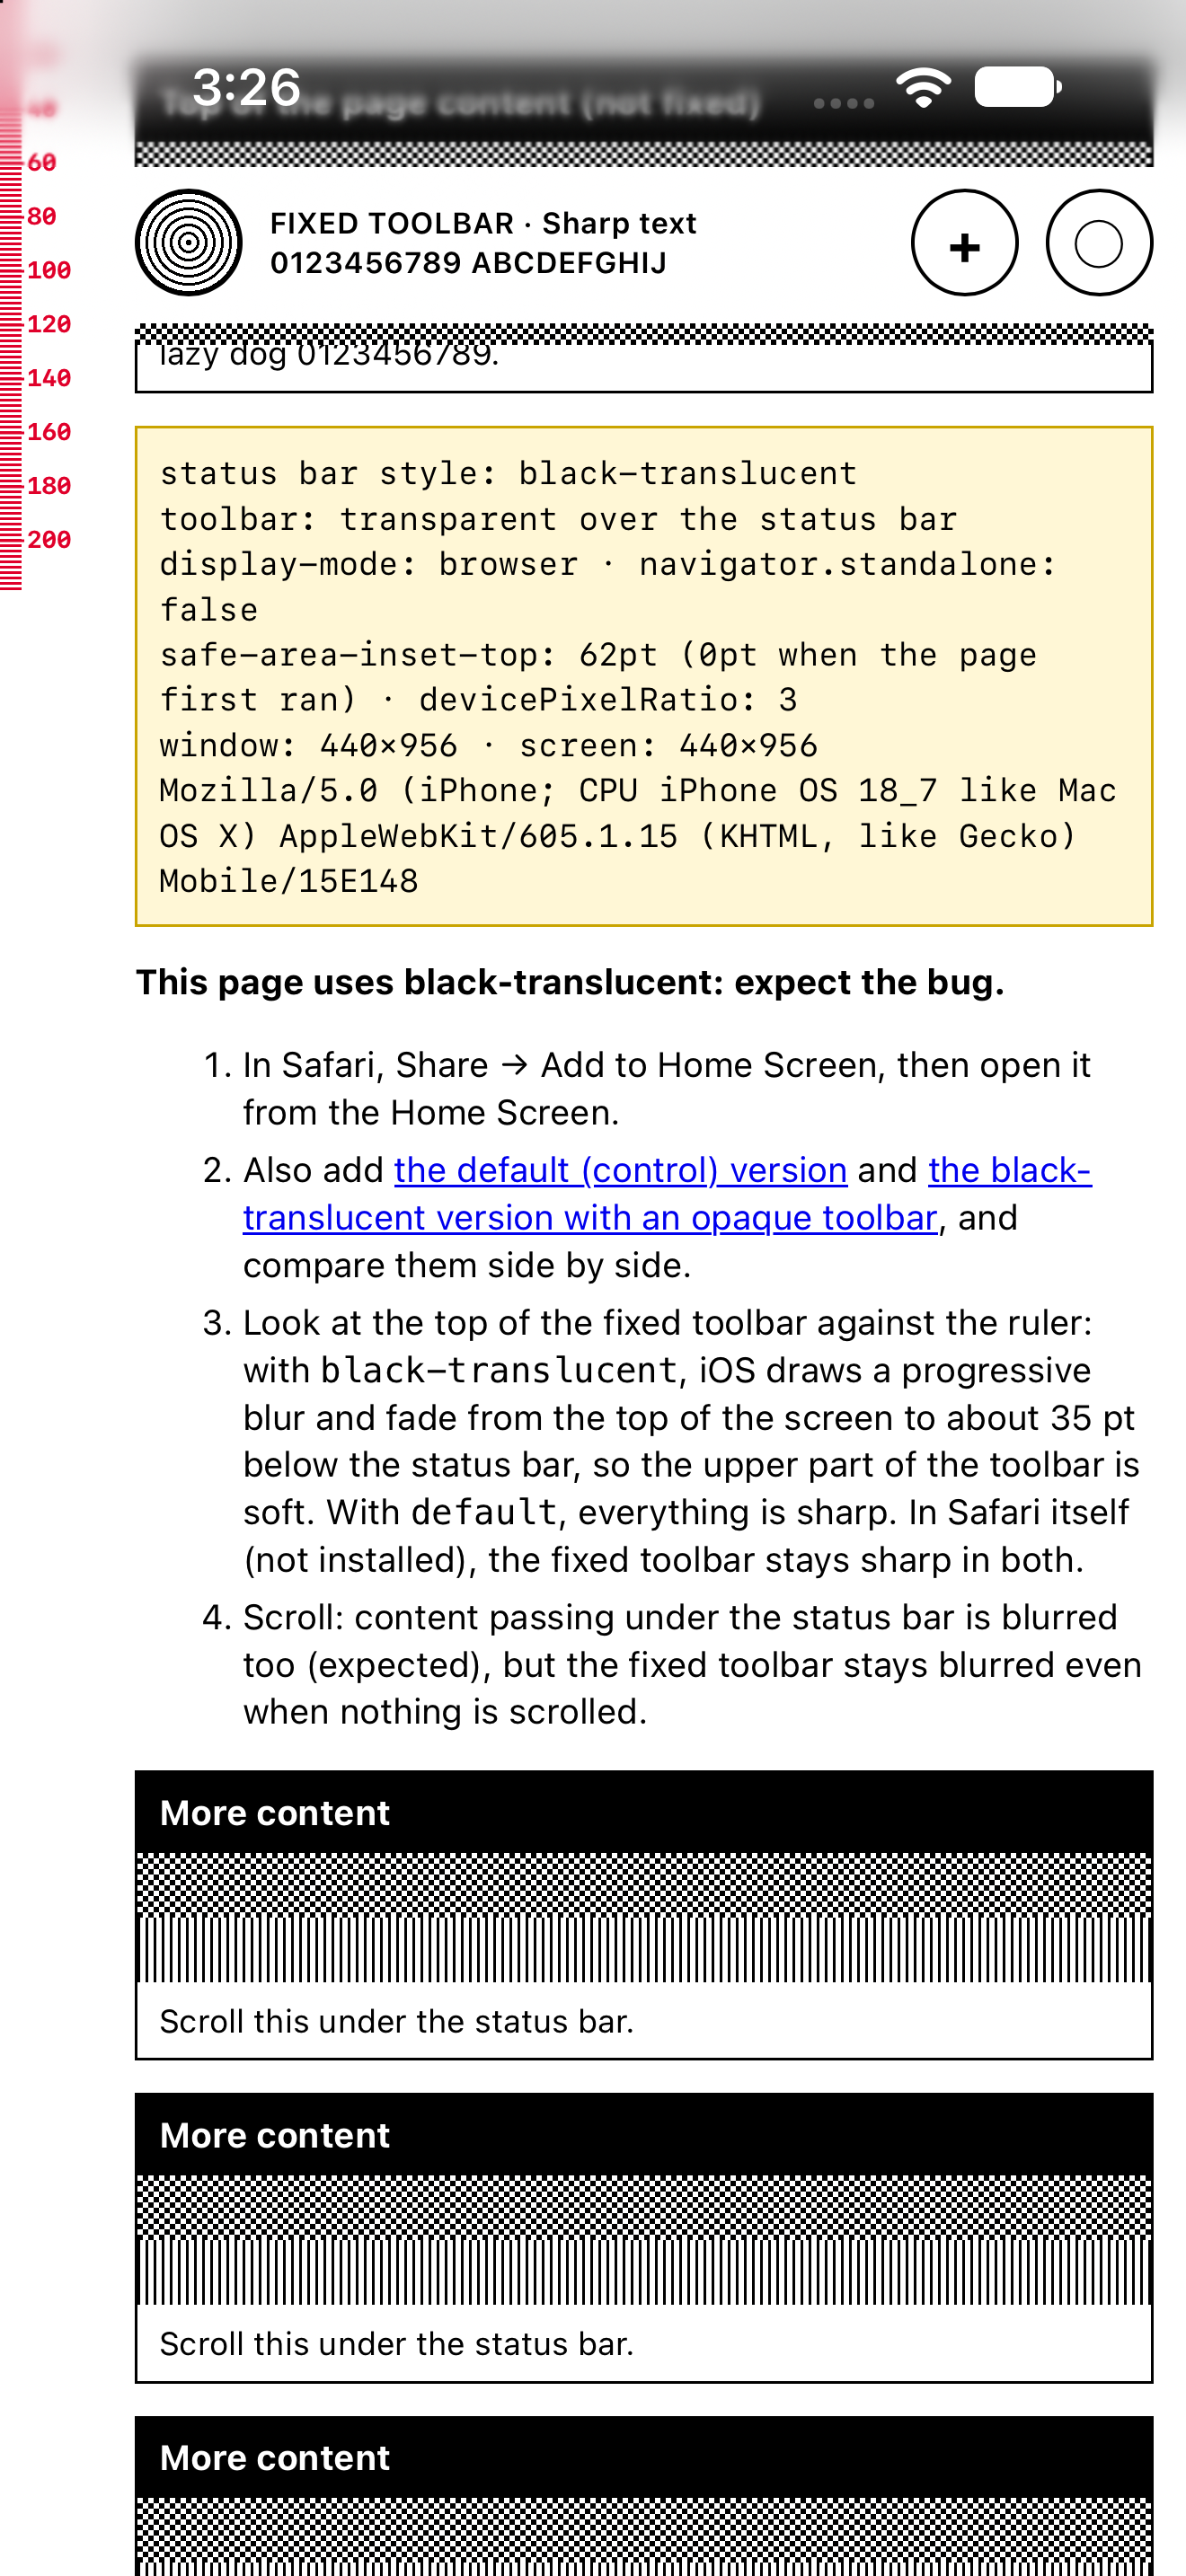 3:26
Top of the page content (not fixed)
40
60
80
100
120
140
160
180
200
FIXED TOOLBAR · Sharp text
0123456789 ABCDEFGHIJ
+
lazy dog 0123456789.
status bar style: black-translucent
toolbar: transparent over the status bar
display-mode: browser · navigator.standalone:
false
safe-area-inset-top: 62pt (0pt when the page
first ran) · devicePixelRatio: 3
window: 440×956 · screen: 440×956
Mozilla/5.0 (iPhone; CPU iPhone OS 18_7 like Mac
OS X) AppleWebKit/605.1.15 (KHTML, like Gecko)
Mobile/15E148
This page uses black-translucent: expect the bug.
1. In Safari, Share → Add to Home Screen, then open it
from the Home Screen.
2. Also add the default (control) version and the black-
translucent version with an opaque toolbar, and
compare them side by side.
3. Look at the top of the fixed toolbar against the ruler:
with black-translucent, iOS draws a progressive
blur and fade from the top of the screen to about 35 pt
below the status bar, so the upper part of the toolbar is
soft. With default, everything is sharp. In Safari itself
(not installed), the fixed toolbar stays sharp in both.
4. Scroll: content passing under the status bar is blurred
too (expected), but the fixed toolbar stays blurred even
when nothing is scrolled.
More content
Scroll this under the status bar.
More content
Scroll this under the status bar.
More content